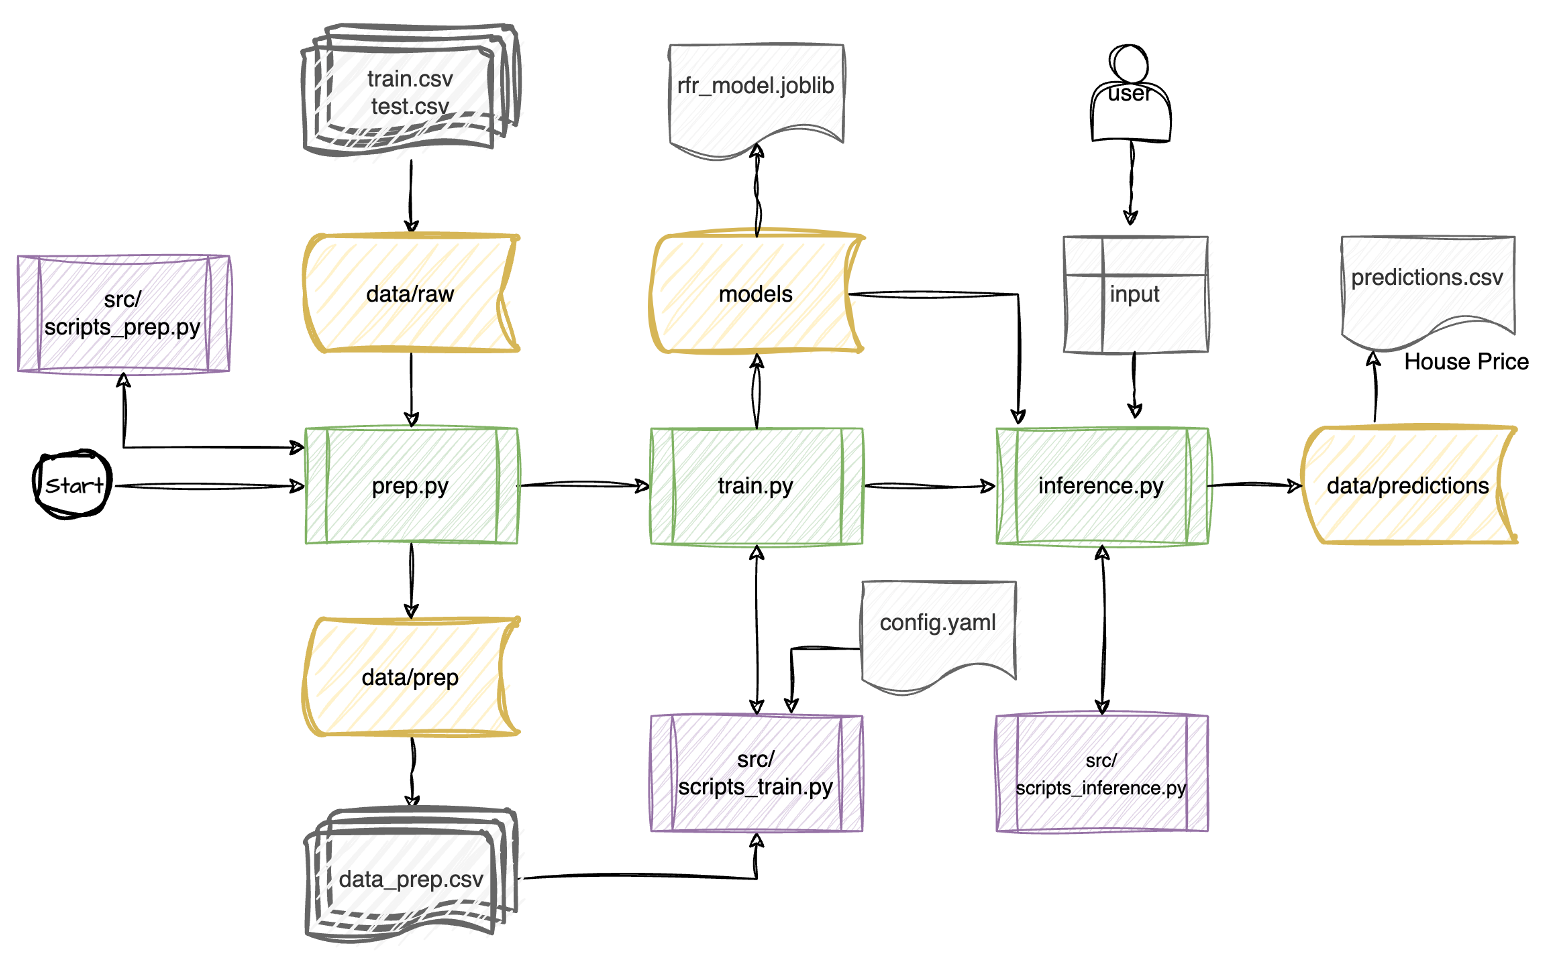 train.csv
test.csv
rfr_model.joblib
user
src/
scripts_prep.py
data/raw
models
input
predictions.csv
House Price
Start
prep.py
train.py
inference.py
data/predictions
config.yaml
data/prep
src/
scripts_train.py
src/
scripts_inference.py
data_prep.csv